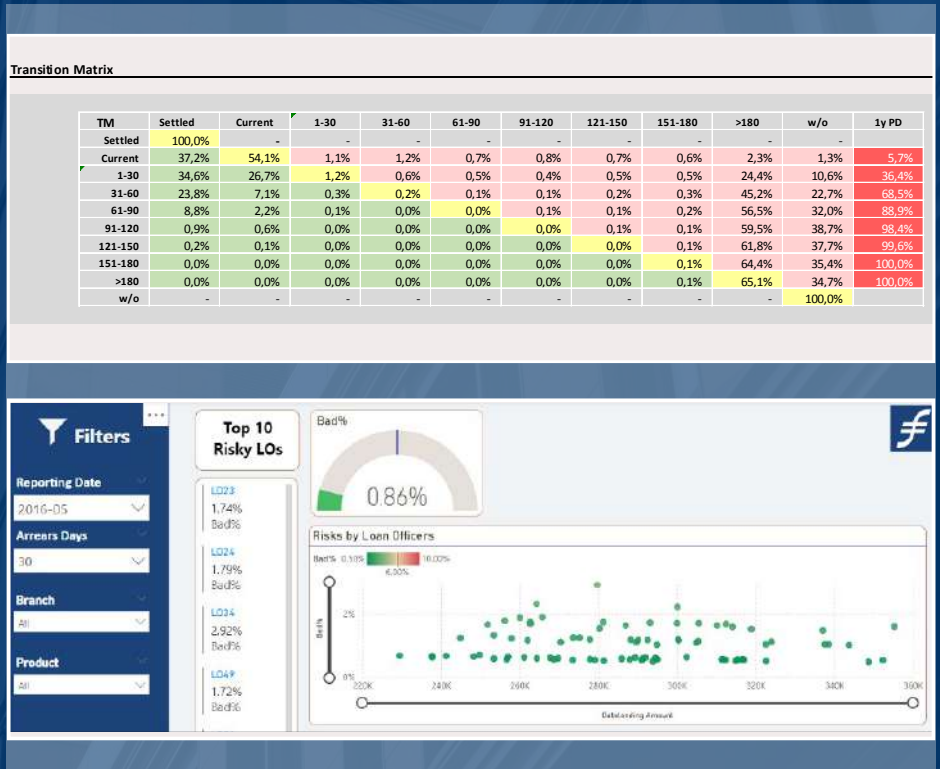 Transition Matrix
TM Settled Current 1-30 31-60 61-90 91-120 121-150 151-180 >180 w/o 1y PD
Settled 100,0% - - - - - - - - -
Current 37,2% 54,1% 1,1% 1,2% 0,7% 0,8% 0,7% 0,6% 2,3% 1,3% 5,7%
1-30 34,6% 26,7% 1,2% 0,6% 0,5% 0,4% 0,5% 0,5% 24,4% 10,6% 36,4%
31-60 23,8% 7,1% 0,3% 0,2% 0,1% 0,1% 0,2% 0,3% 45,2% 22,7% 68,5%
61-90 8,8% 2,2% 0,1% 0,0% 0,0% 0,1% 0,1% 0,2% 56,5% 32,0% 88,9%
91-120 0,9% 0,6% 0,0% 0,0% 0,0% 0,0% 0,1% 0,1% 59,5% 38,7% 98,4%
121-150 0,2% 0,1% 0,0% 0,0% 0,0% 0,0% 0,0% 0,1% 61,8% 37,7% 99,6%
151-180 0,0% 0,0% 0,0% 0,0% 0,0% 0,0% 0,0% 0,1% 64,4% 35,4% 100,0%
>180 0,0% 0,0% 0,0% 0,0% 0,0% 0,0% 0,0% 0,1% 65,1% 34,7% 100,0%
w/o - - - - - - - - - 100,0%
Filters
Reporting Date
2016-05
Arrears Days
30
Branch
All
Product
All
Top 10
Risky LOs
LO23
1.74%
Bad%
LO24
1.79%
Bad%
LO34
2.92%
Bad%
LO49
1.72%
Bad%
Bad%
0.86%
Risks by Loan Officers
Bad% 10.00%
6.00%
Bad%
2%
0%
220K 240K 260K 280K 300K 320K 340K 360K
Outstanding Amount